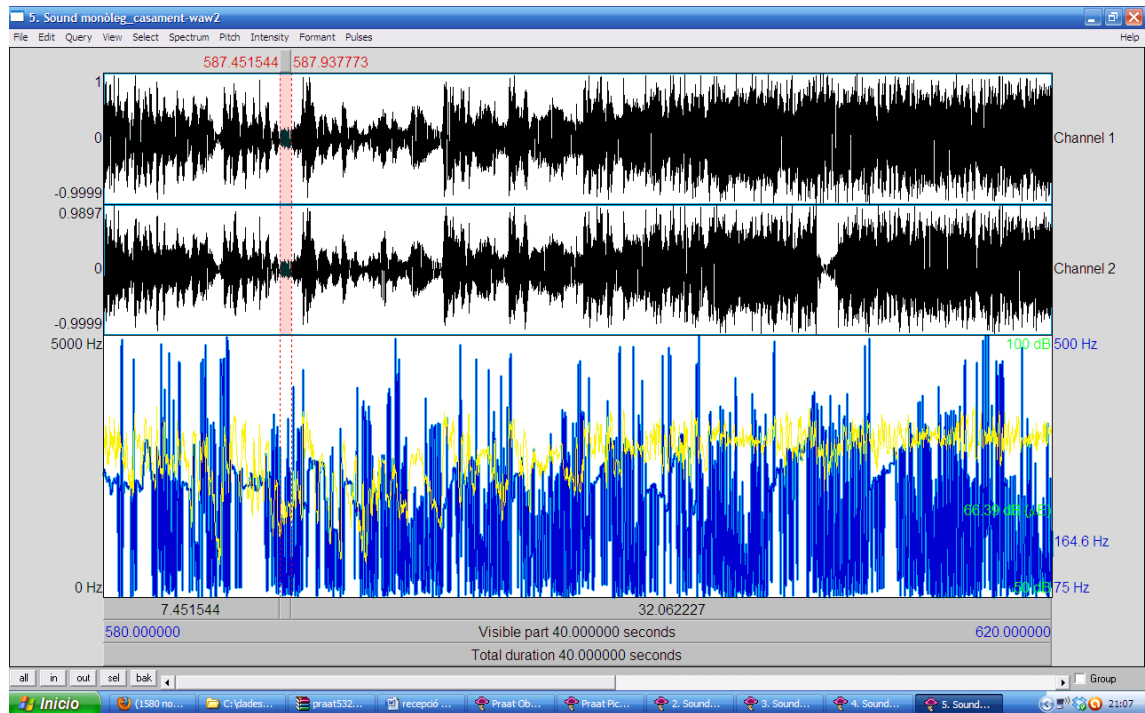 5. Sound monòleg_casament-waw2
File Edit Query View Select Spectrum Pitch Intensity Formant Pulses Help
587.451544 587.937773
1
0 Channel 1
-0.9999
0.9897
0 Channel 2
-0.9999
5000 Hz 100 dB 500 Hz
66.39 dB (µE)
164.6 Hz
0 Hz 50 dB 75 Hz
7.451544 32.062227
580.000000 Visible part 40.000000 seconds 620.000000
Total duration 40.000000 seconds
all in out sel bak Group
Inicio (1580 no... C:\dades... praat532... recepció ... Praat Ob... Praat Pic... 2. Sound... 3. Sound... 4. Sound... 5. Sound... 21:07